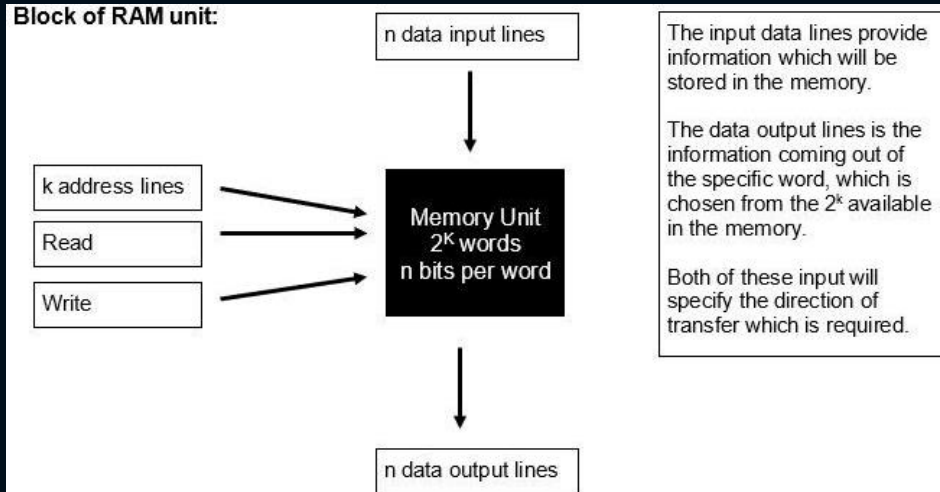 Block of RAM unit:
n data input lines
k address lines
Read
Write
Memory Unit
2ᴷ words
n bits per word
n data output lines
The input data lines provide
information which will be
stored in the memory.
The data output lines is the
information coming out of
the specific word, which is
chosen from the 2ᵏ available
in the memory.
Both of these input will
specify the direction of
transfer which is required.